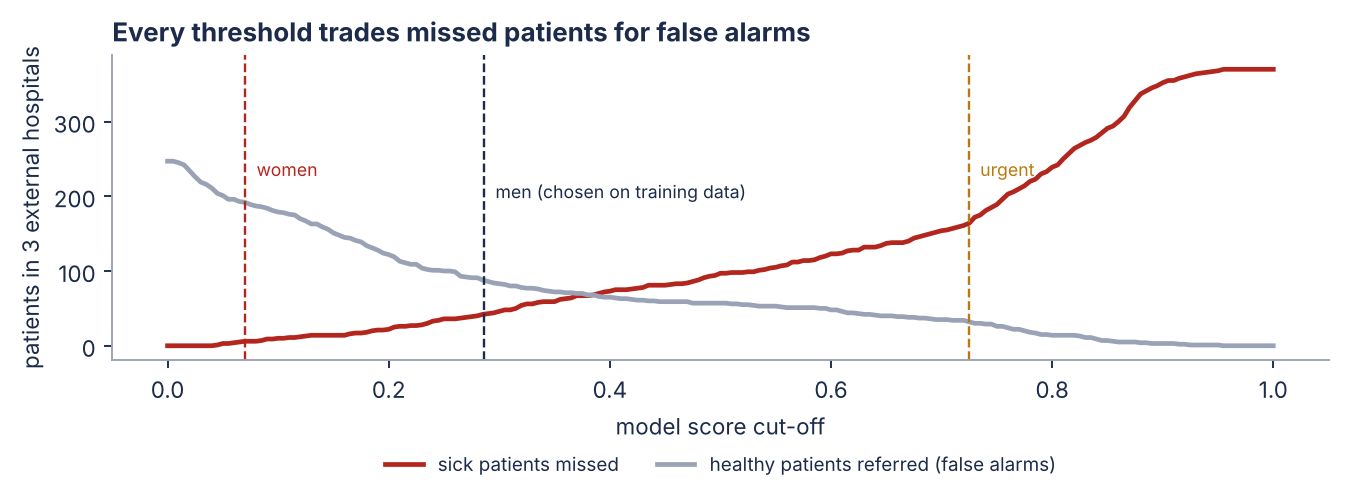 Every threshold trades missed patients for false alarms
patients in 3 external hospitals
300
200
100
0
women
men (chosen on training data)
urgent
0.0 0.2 0.4 0.6 0.8 1.0
model score cut-off
sick patients missed healthy patients referred (false alarms)